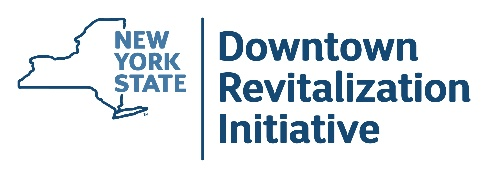 NEW
YORK
STATE
Downtown
Revitalization
Initiative